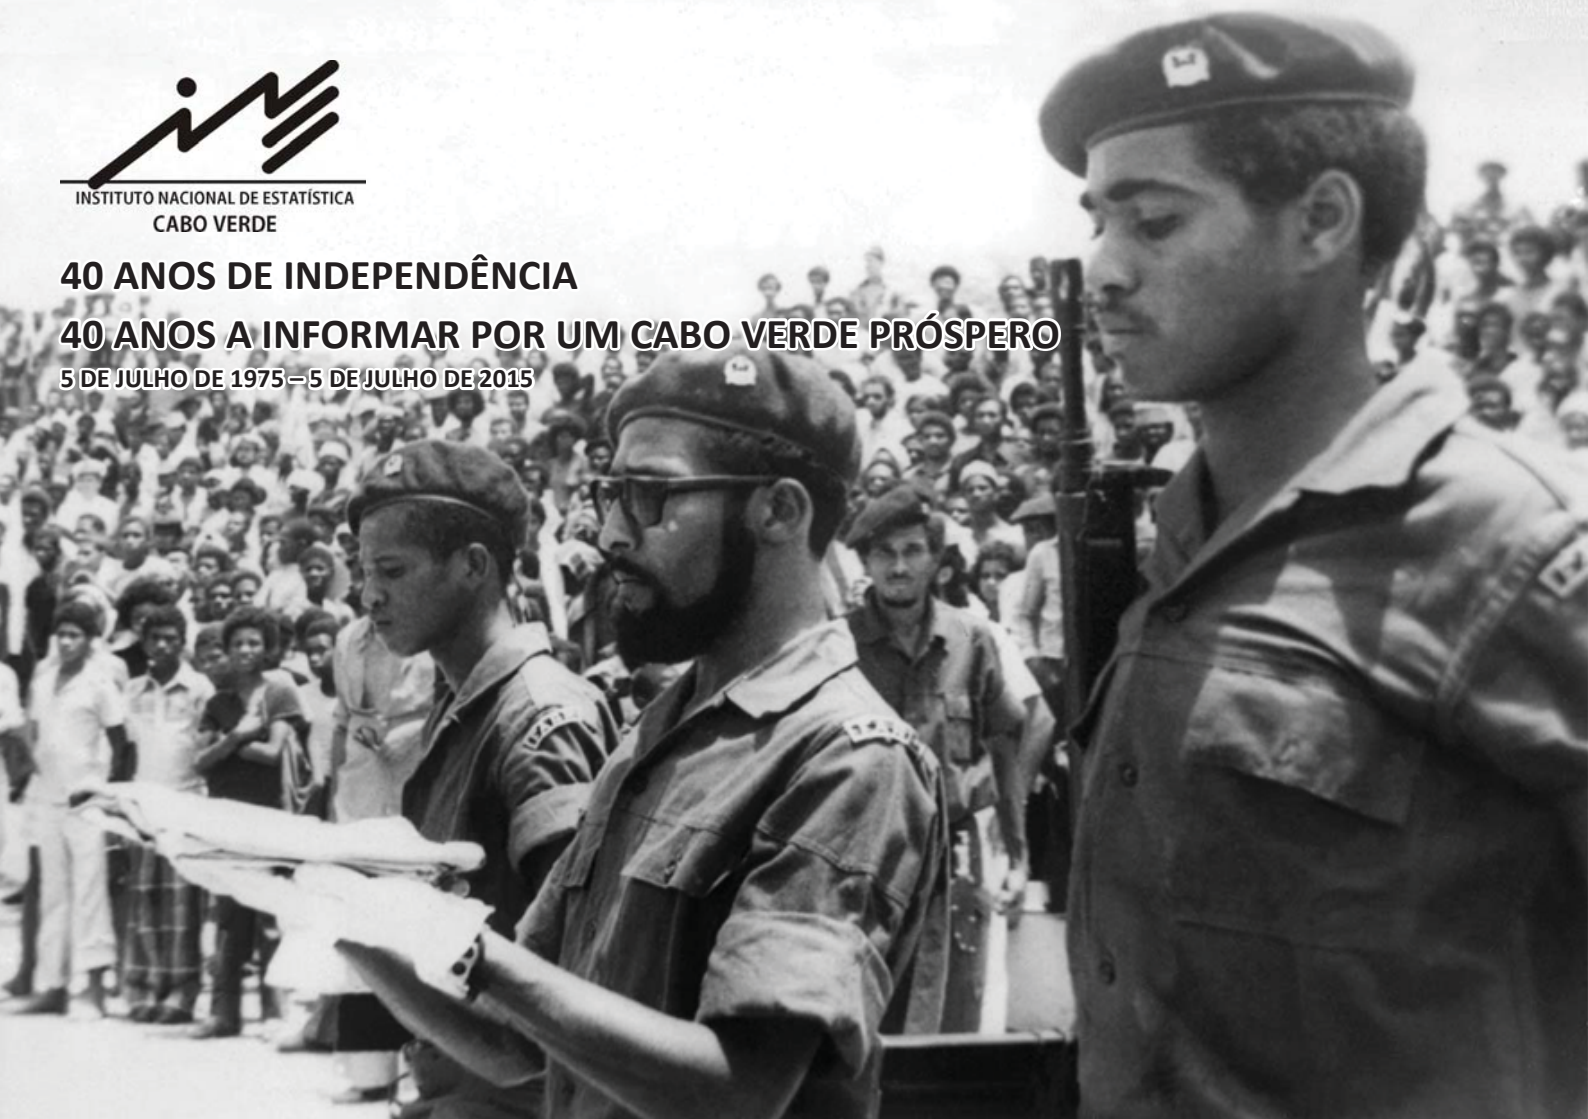 INE
INSTITUTO NACIONAL DE ESTATÍSTICA
CABO VERDE
40 ANOS DE INDEPENDÊNCIA
40 ANOS A INFORMAR POR UM CABO VERDE PRÓSPERO
5 DE JULHO DE 1975 – 5 DE JULHO DE 2015